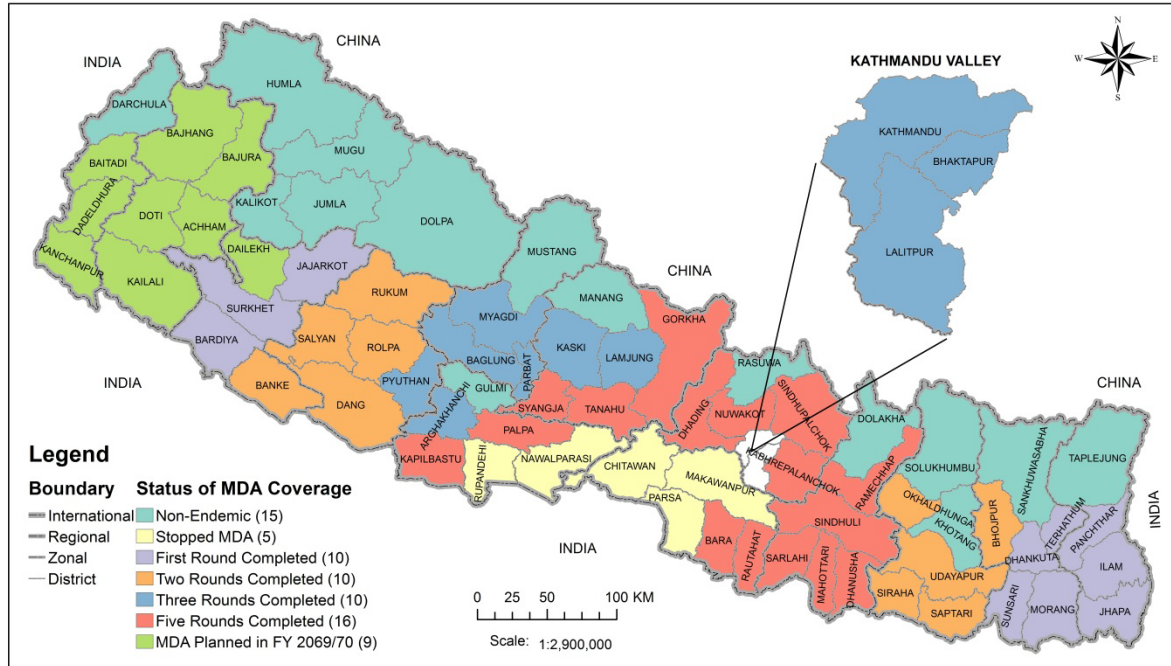 INDIA
CHINA
N
W E
S
KATHMANDU VALLEY
HUMLA
DARCHULA
BAJHANG
KATHMANDU
BAITADI
BAJURA
MUGU
BHAKTAPUR
DADELDHURA
DOTI
ACHHAM
KALIKOT
JUMLA
DOLPA
MUSTANG
LALITPUR
KANCHANPUR
KAILALI
DAILEKH
JAJARKOT
CHINA
RUKUM
MANANG
GORKHA
SURKHET
MYAGDI
BARDIYA
SALYAN
ROLPA
BAGLUNG
PARBAT
KASKI
LAMJUNG
RASUWA
SINDHUPALCHOK
INDIA
BANKE
DANG
PYUTHAN
GULMI
ARGHAKHANCHI
SYANGJA
TANAHU
DHADING
NUWAKOT
DOLAKHA
CHINA
PALPA
KAPILBASTU
RUPANDEHI
NAWALPARASI
CHITAWAN
MAKAWANPUR
KABHREPALANCHOK
RAMECHHAP
SOLUKHUMBU
SANKHUWASABHA
TAPLEJUNG
PARSA
OKHALDHUNGA
KHOTANG
BHOJPUR
TERHATHUM
PANCHTHAR
INDIA
INDIA
BARA
RAUTAHAT
SARLAHI
SINDHULI
MAHOTTARI
DHANUSHA
DHANKUTA
ILAM
SIRAHA
UDAYAPUR
SAPTARI
SUNSARI
MORANG
JHAPA
Legend
Boundary
International
Regional
Zonal
District
Status of MDA Coverage
Non-Endemic (15)
Stopped MDA (5)
First Round Completed (10)
Two Rounds Completed (10)
Three Rounds Completed (10)
Five Rounds Completed (16)
MDA Planned in FY 2069/70 (9)
0 25 50 100 KM
Scale: 1:2,900,000